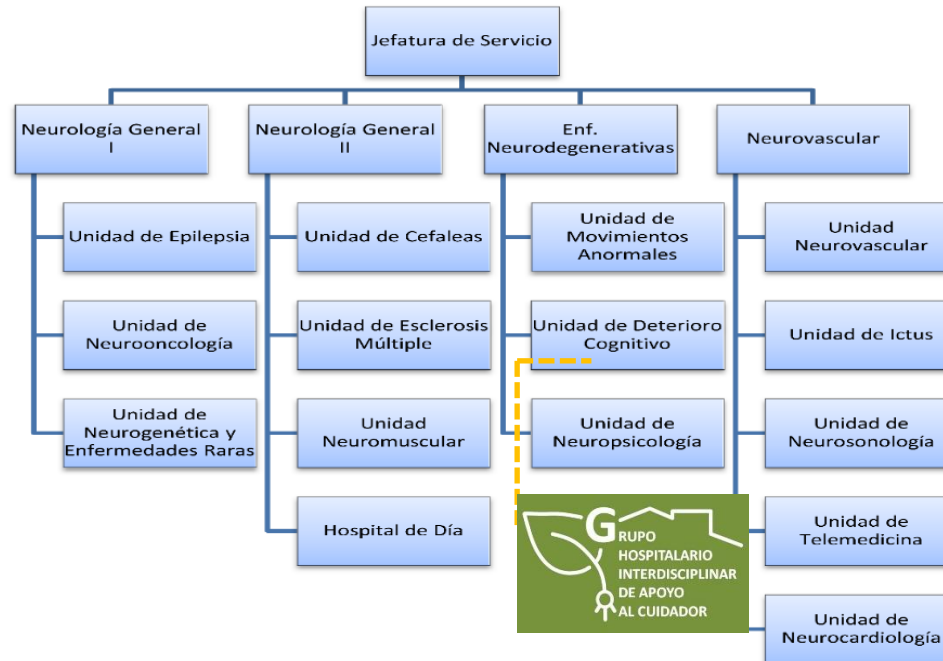 Jefatura de Servicio
Neurología General
I
Neurología General
II
Enf.
Neurodegenerativas
Neurovascular
Unidad de Epilepsia
Unidad de
Neurooncología
Unidad de
Neurogenética y
Enfermedades Raras
Unidad de Cefaleas
Unidad de Esclerosis
Múltiple
Unidad
Neuromuscular
Hospital de Día
Unidad de
Movimientos
Anormales
Unidad de Deterioro
Cognitivo
Unidad de
Neuropsicología
GRUPO
HOSPITALARIO
INTERDISCIPLINAR
DE APOYO
AL CUIDADOR
Unidad
Neurovascular
Unidad de Ictus
Unidad de
Neurosonología
Unidad de
Telemedicina
Unidad de
Neurocardiología